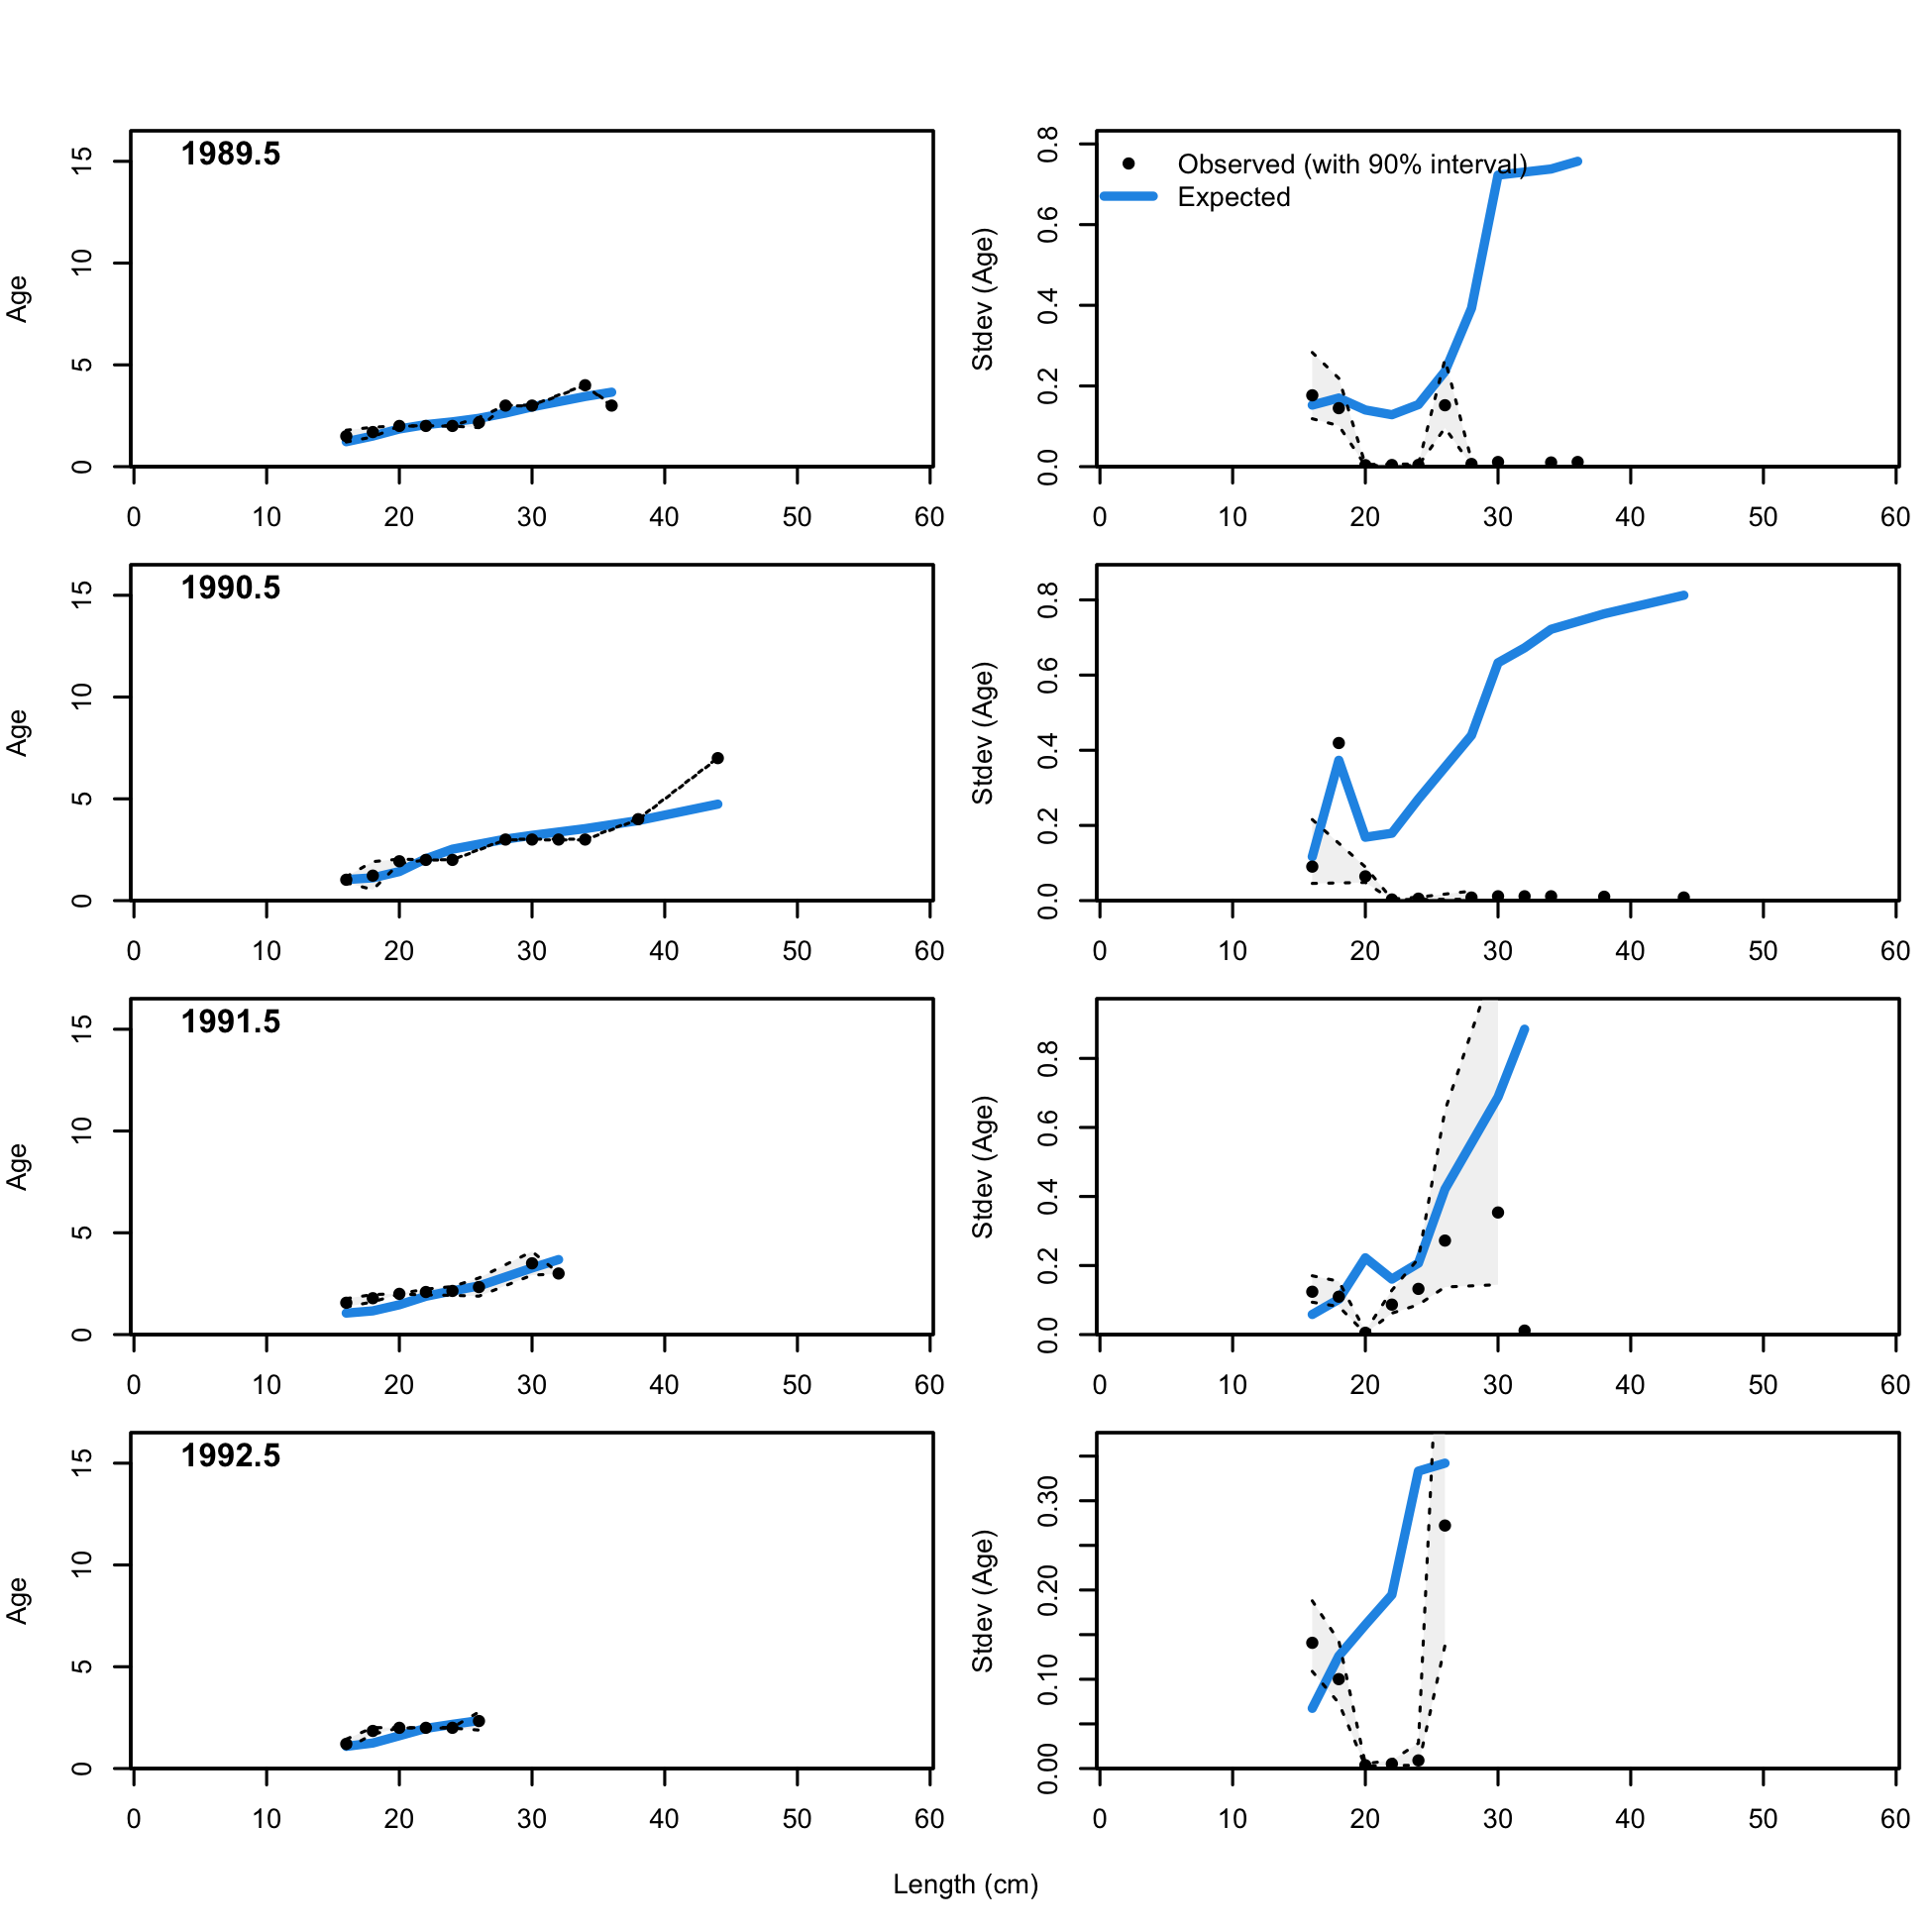 1989.5
Age
0 5 10 15
0 10 20 30 40 50 60
Observed (with 90% interval)
Expected
Stdev (Age)
0.0 0.2 0.4 0.6 0.8
0 10 20 30 40 50 60
1990.5
Age
0 5 10 15
0 10 20 30 40 50 60
Stdev (Age)
0.0 0.2 0.4 0.6 0.8
0 10 20 30 40 50 60
1991.5
Age
0 5 10 15
0 10 20 30 40 50 60
Stdev (Age)
0.0 0.2 0.4 0.6 0.8
0 10 20 30 40 50 60
1992.5
Age
0 5 10 15
0 10 20 30 40 50 60
Stdev (Age)
0.00 0.10 0.20 0.30
0 10 20 30 40 50 60
Length (cm)